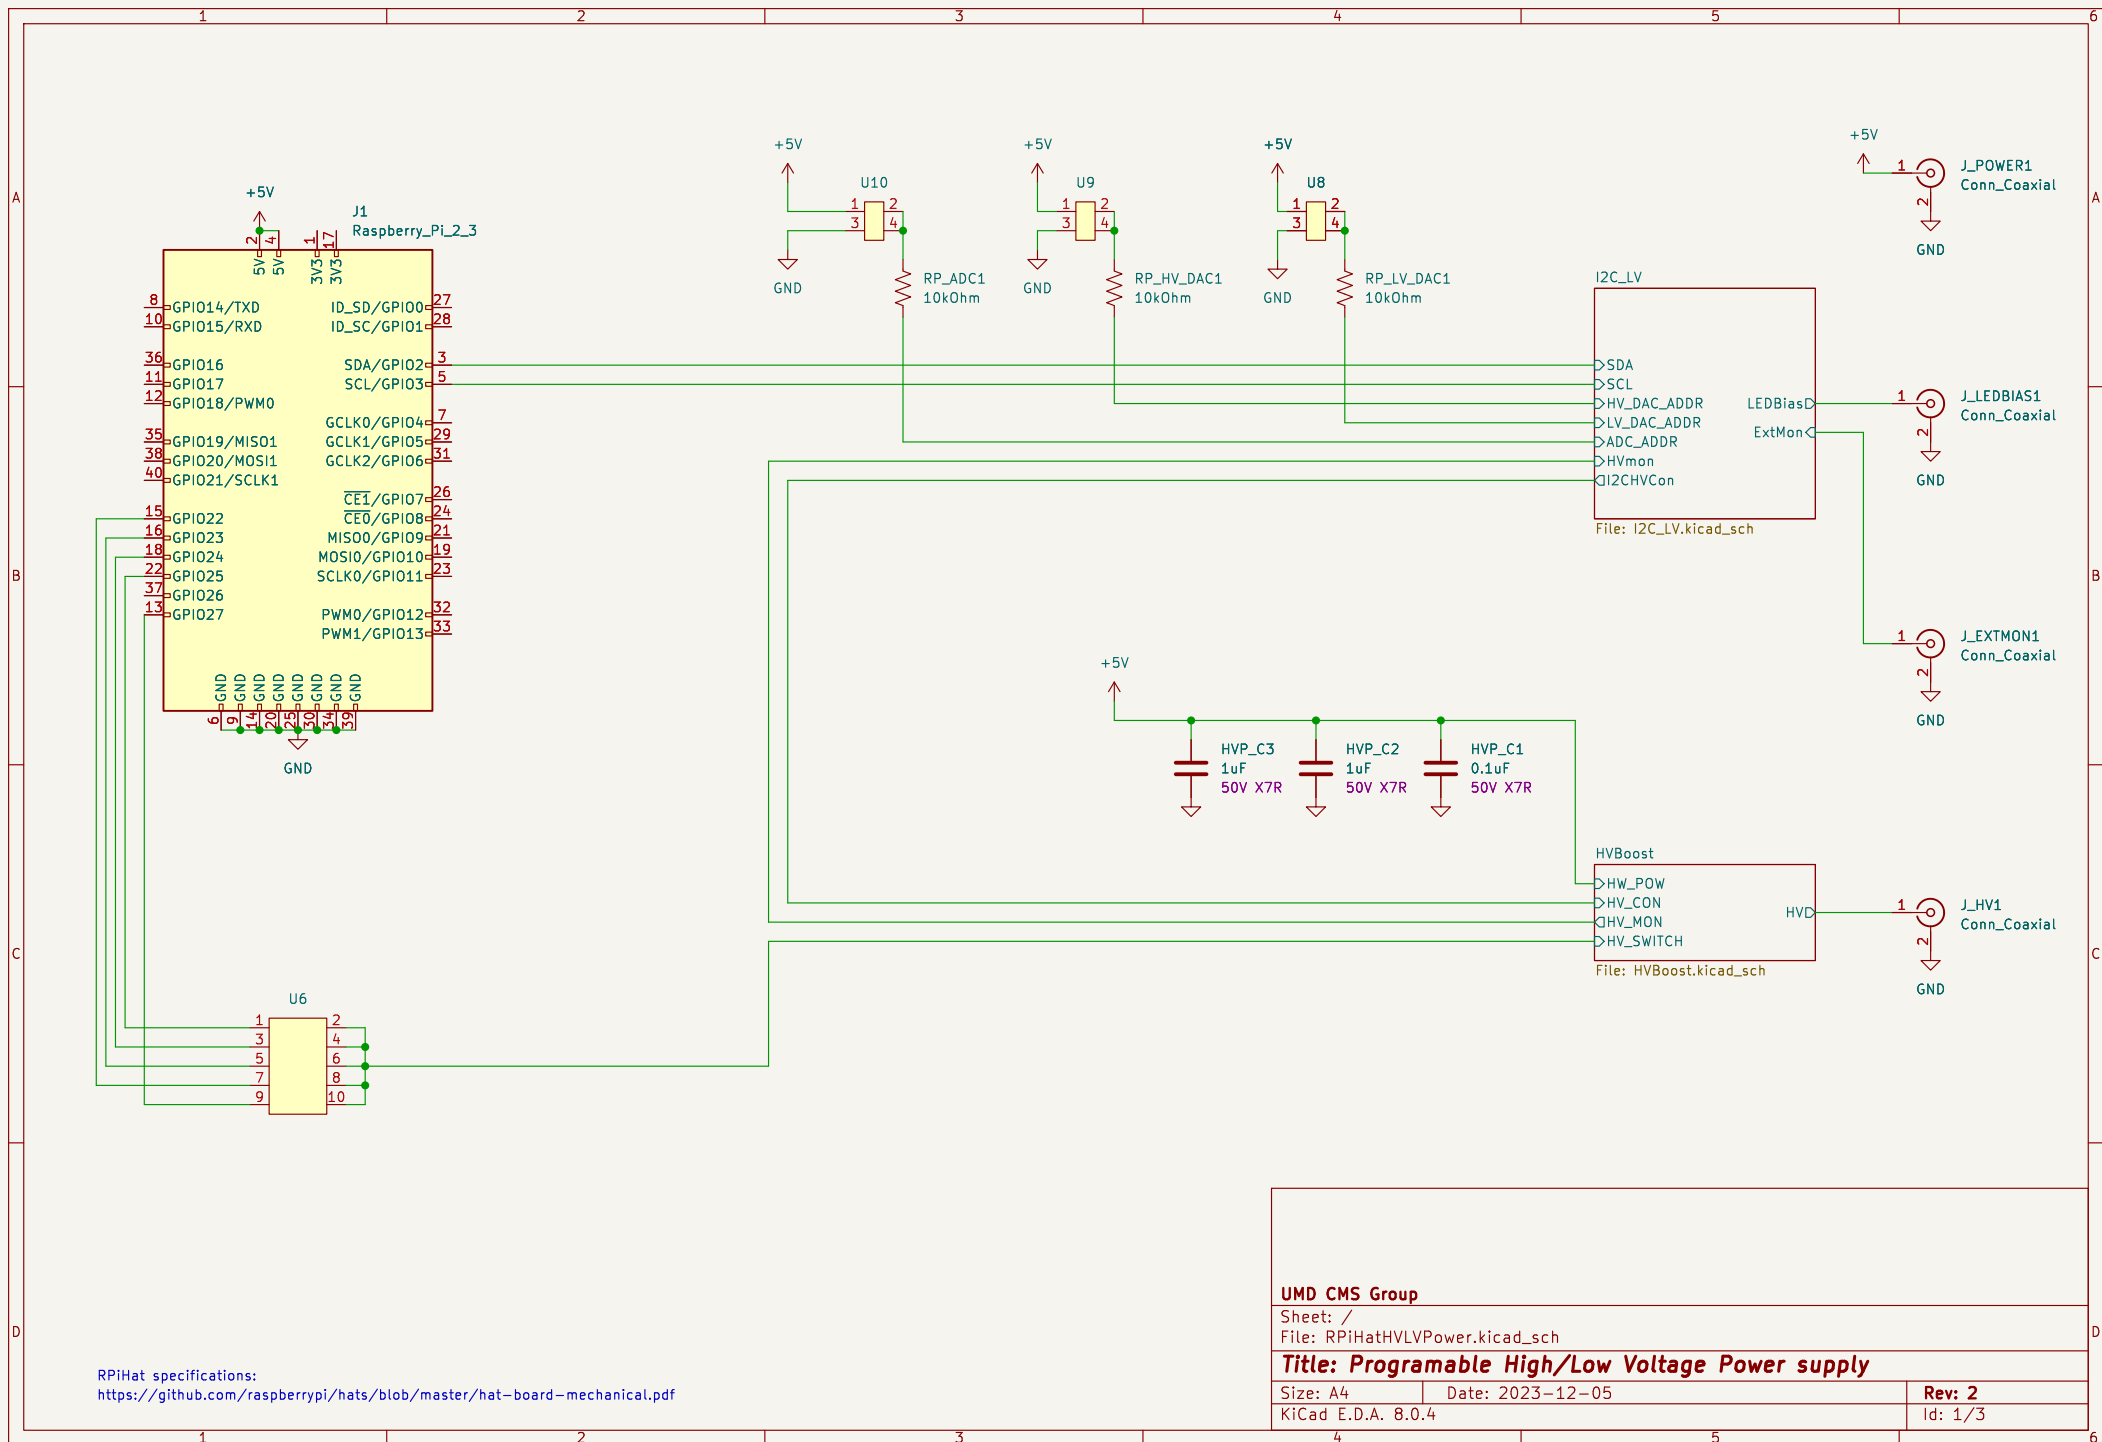 1 2 3 4 5 6
A
B
C
D
A
B
C
D
1 2 3 4 5 6
+5V
J1
Raspberry_Pi_2_3
2 4 1 17
5V 5V 3V3 3V3
8 GPIO14/TXD
10 GPIO15/RXD
36 GPIO16
11 GPIO17
12 GPIO18/PWM0
35 GPIO19/MISO1
38 GPIO20/MOSI1
40 GPIO21/SCLK1
15 GPIO22
16 GPIO23
18 GPIO24
22 GPIO25
37 GPIO26
13 GPIO27
ID_SD/GPIO0 27
ID_SC/GPIO1 28
SDA/GPIO2 3
SCL/GPIO3 5
GCLK0/GPIO4 7
GCLK1/GPIO5 29
GCLK2/GPIO6 31
CE1/GPIO7 26
CE0/GPIO8 24
MISO0/GPIO9 21
MOSI0/GPIO10 19
SCLK0/GPIO11 23
PWM0/GPIO12 32
PWM1/GPIO13 33
GND GND GND GND GND GND GND GND
6 9 14 20 25 30 34 39
GND
+5V
U10
1 2
3 4
GND
RP_ADC1
10kOhm
+5V
U9
1 2
3 4
GND
RP_HV_DAC1
10kOhm
+5V
U8
1 2
3 4
GND
RP_LV_DAC1
10kOhm
I2C_LV
SDA
SCL
HV_DAC_ADDR
LV_DAC_ADDR
ADC_ADDR
HVmon
I2CHVCon
LEDBias
ExtMon
File: I2C_LV.kicad_sch
+5V
1
2
J_POWER1
Conn_Coaxial
GND
1
2
J_LEDBIAS1
Conn_Coaxial
GND
1
2
J_EXTMON1
Conn_Coaxial
GND
+5V
HVP_C3
1uF
50V X7R
HVP_C2
1uF
50V X7R
HVP_C1
0.1uF
50V X7R
HVBoost
HW_POW
HV_CON
HV_MON
HV_SWITCH
HV
File: HVBoost.kicad_sch
1
2
J_HV1
Conn_Coaxial
GND
U6
1 2
3 4
5 6
7 8
9 10
RPiHat specifications:
https://github.com/raspberrypi/hats/blob/master/hat-board-mechanical.pdf
UMD CMS Group
Sheet: /
File: RPiHatHVLVPower.kicad_sch
Title: Programable High/Low Voltage Power supply
Size: A4 Date: 2023-12-05 Rev: 2
KiCad E.D.A. 8.0.4 Id: 1/3